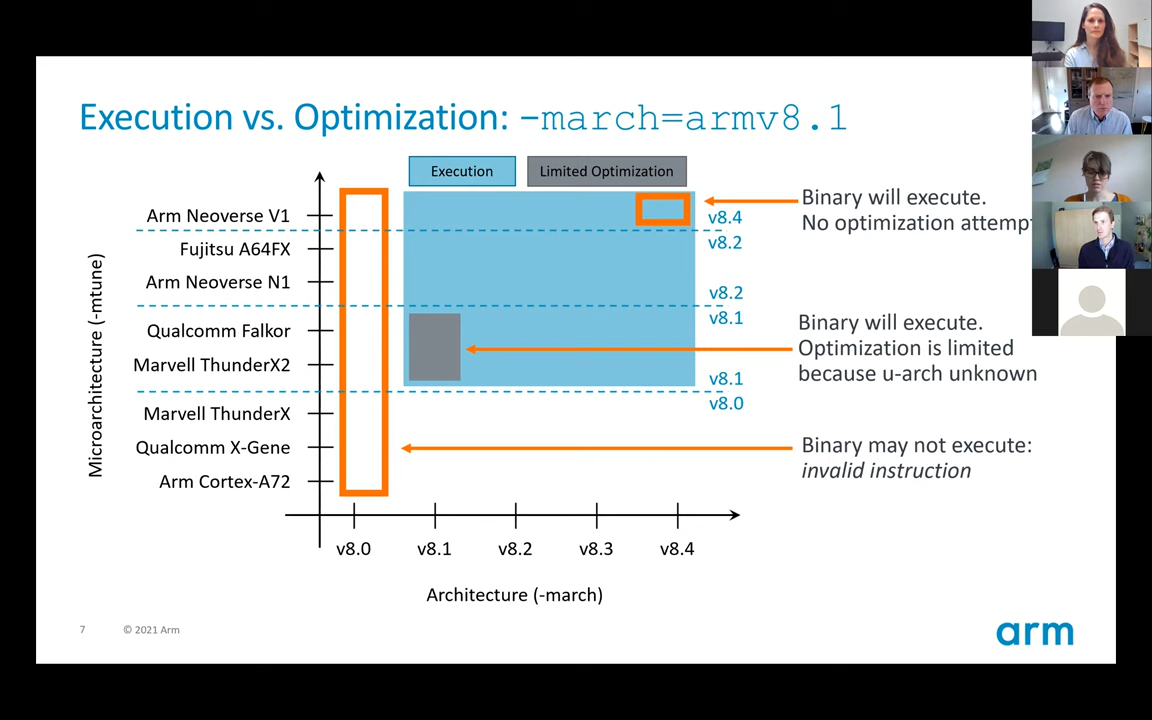 Execution vs. Optimization: -march=armv8.1
Execution
Limited Optimization
Microarchitecture (-mtune)
Arm Neoverse V1
Fujitsu A64FX
Arm Neoverse N1
Qualcomm Falkor
Marvell ThunderX2
Marvell ThunderX
Qualcomm X-Gene
Arm Cortex-A72
v8.4
v8.2
v8.2
v8.1
v8.1
v8.0
Binary will execute.
No optimization attemp
Binary will execute.
Optimization is limited
because u-arch unknown
Binary may not execute:
invalid instruction
v8.0 v8.1 v8.2 v8.3 v8.4
Architecture (-march)
7 © 2021 Arm
arm